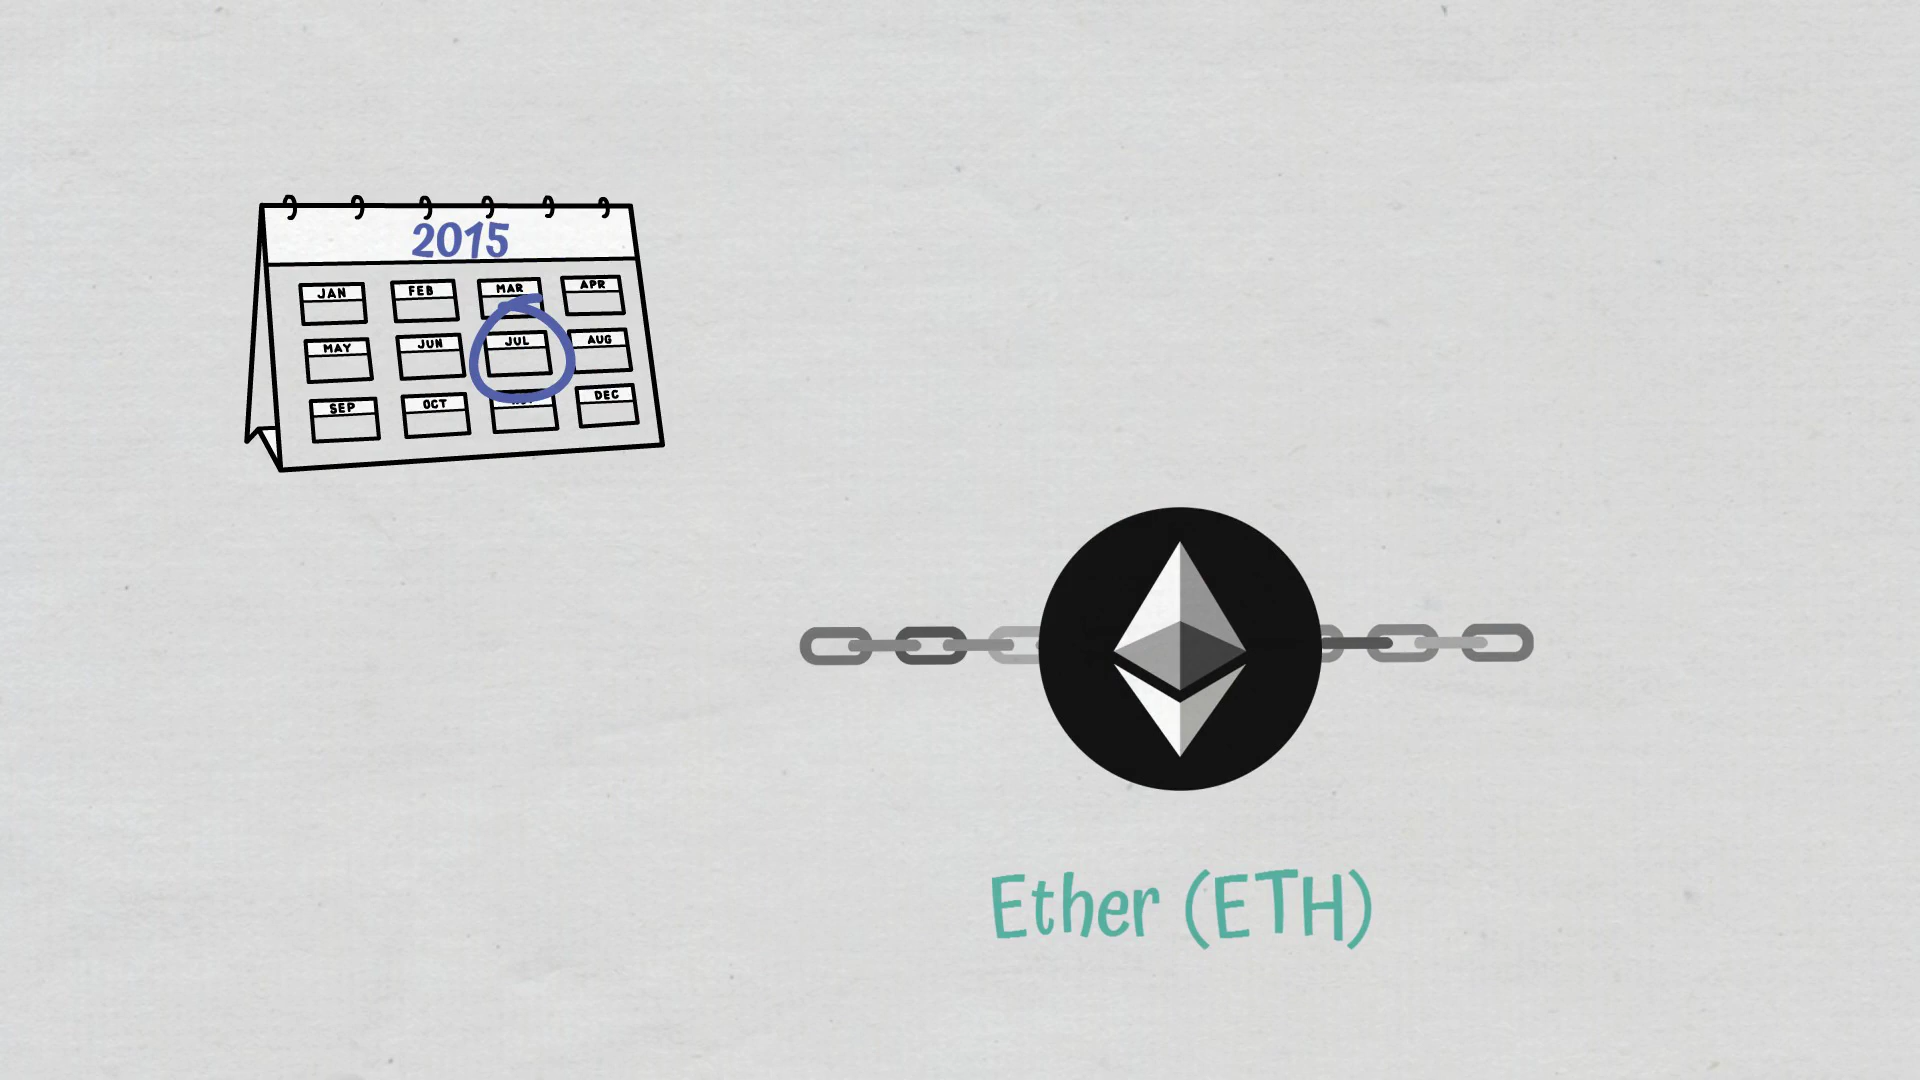 2015
JAN FEB MAR APR
MAY JUN JUL AUG
SEP OCT DEC
Ether (ETH)